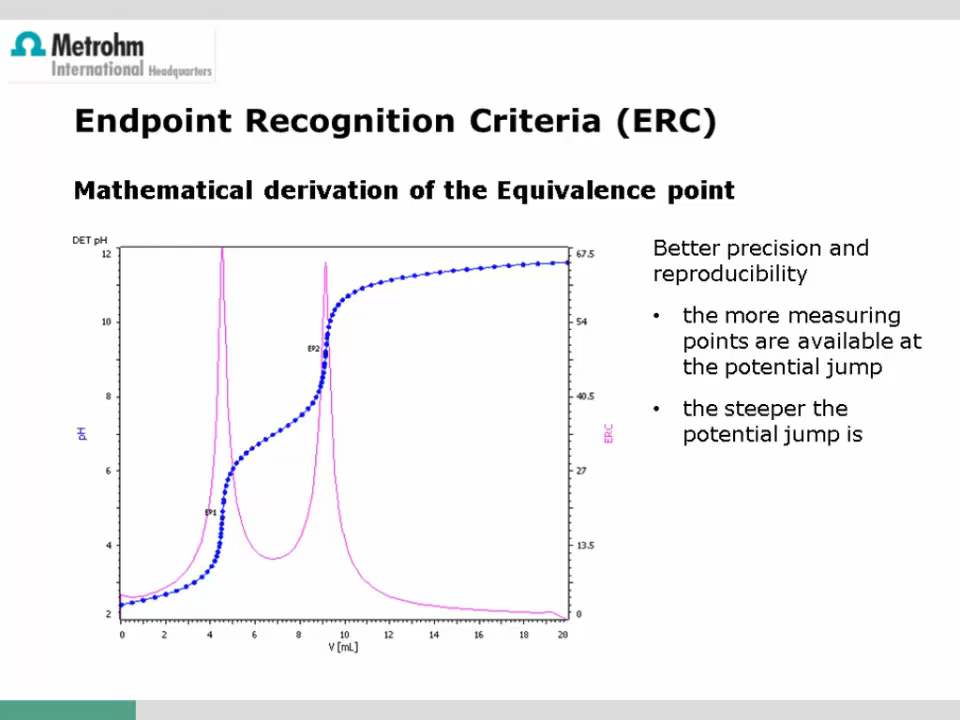 Metrohm
International Headquarters
Endpoint Recognition Criteria (ERC)
Mathematical derivation of the Equivalence point
DET pH
12
10
8
6
4
2
pH
EP1
EP2
67.5
54
40.5
27
13.5
0
ERC
0 2 4 6 8 10 12 14 16 18 20
V [mL]
Better precision and
reproducibility
• the more measuring
points are available at
the potential jump
• the steeper the
potential jump is